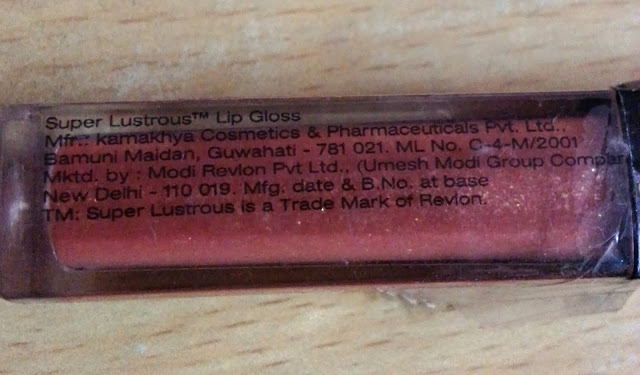 Super Lustrous™ Lip Gloss
Mfr.: kamakhya Cosmetics & Pharmaceuticals Pvt. Ltd.,
Bamuni Maidan, Guwahati - 781 021. ML No. C-4-M/2001
Mktd. by : Modi Revlon Pvt Ltd., (Umesh Modi Group
New Delhi - 110 019. Mfg. date & B.No. at base
TM: Super Lustrous is a Trade Mark of Revlon.